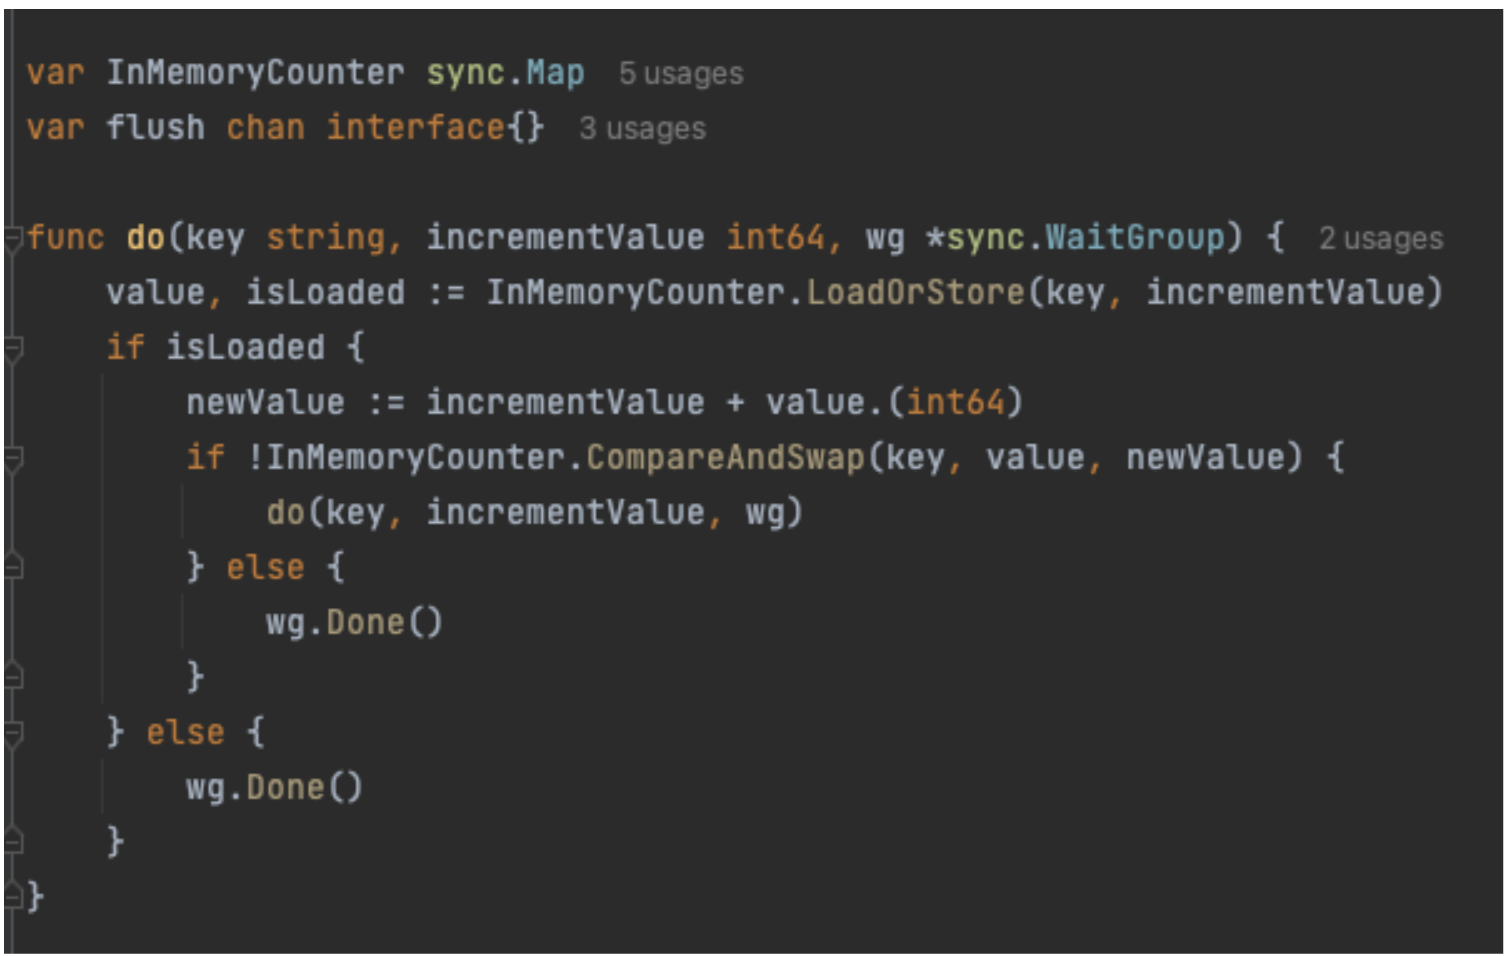 var InMemoryCounter sync.Map 5 usages
var flush chan interface{} 3 usages
func do(key string, incrementValue int64, wg *sync.WaitGroup) { 2 usages
value, isLoaded := InMemoryCounter.LoadOrStore(key, incrementValue)
if isLoaded {
newValue := incrementValue + value.(int64)
if !InMemoryCounter.CompareAndSwap(key, value, newValue) {
do(key, incrementValue, wg)
} else {
wg.Done()
}
} else {
wg.Done()
}
}